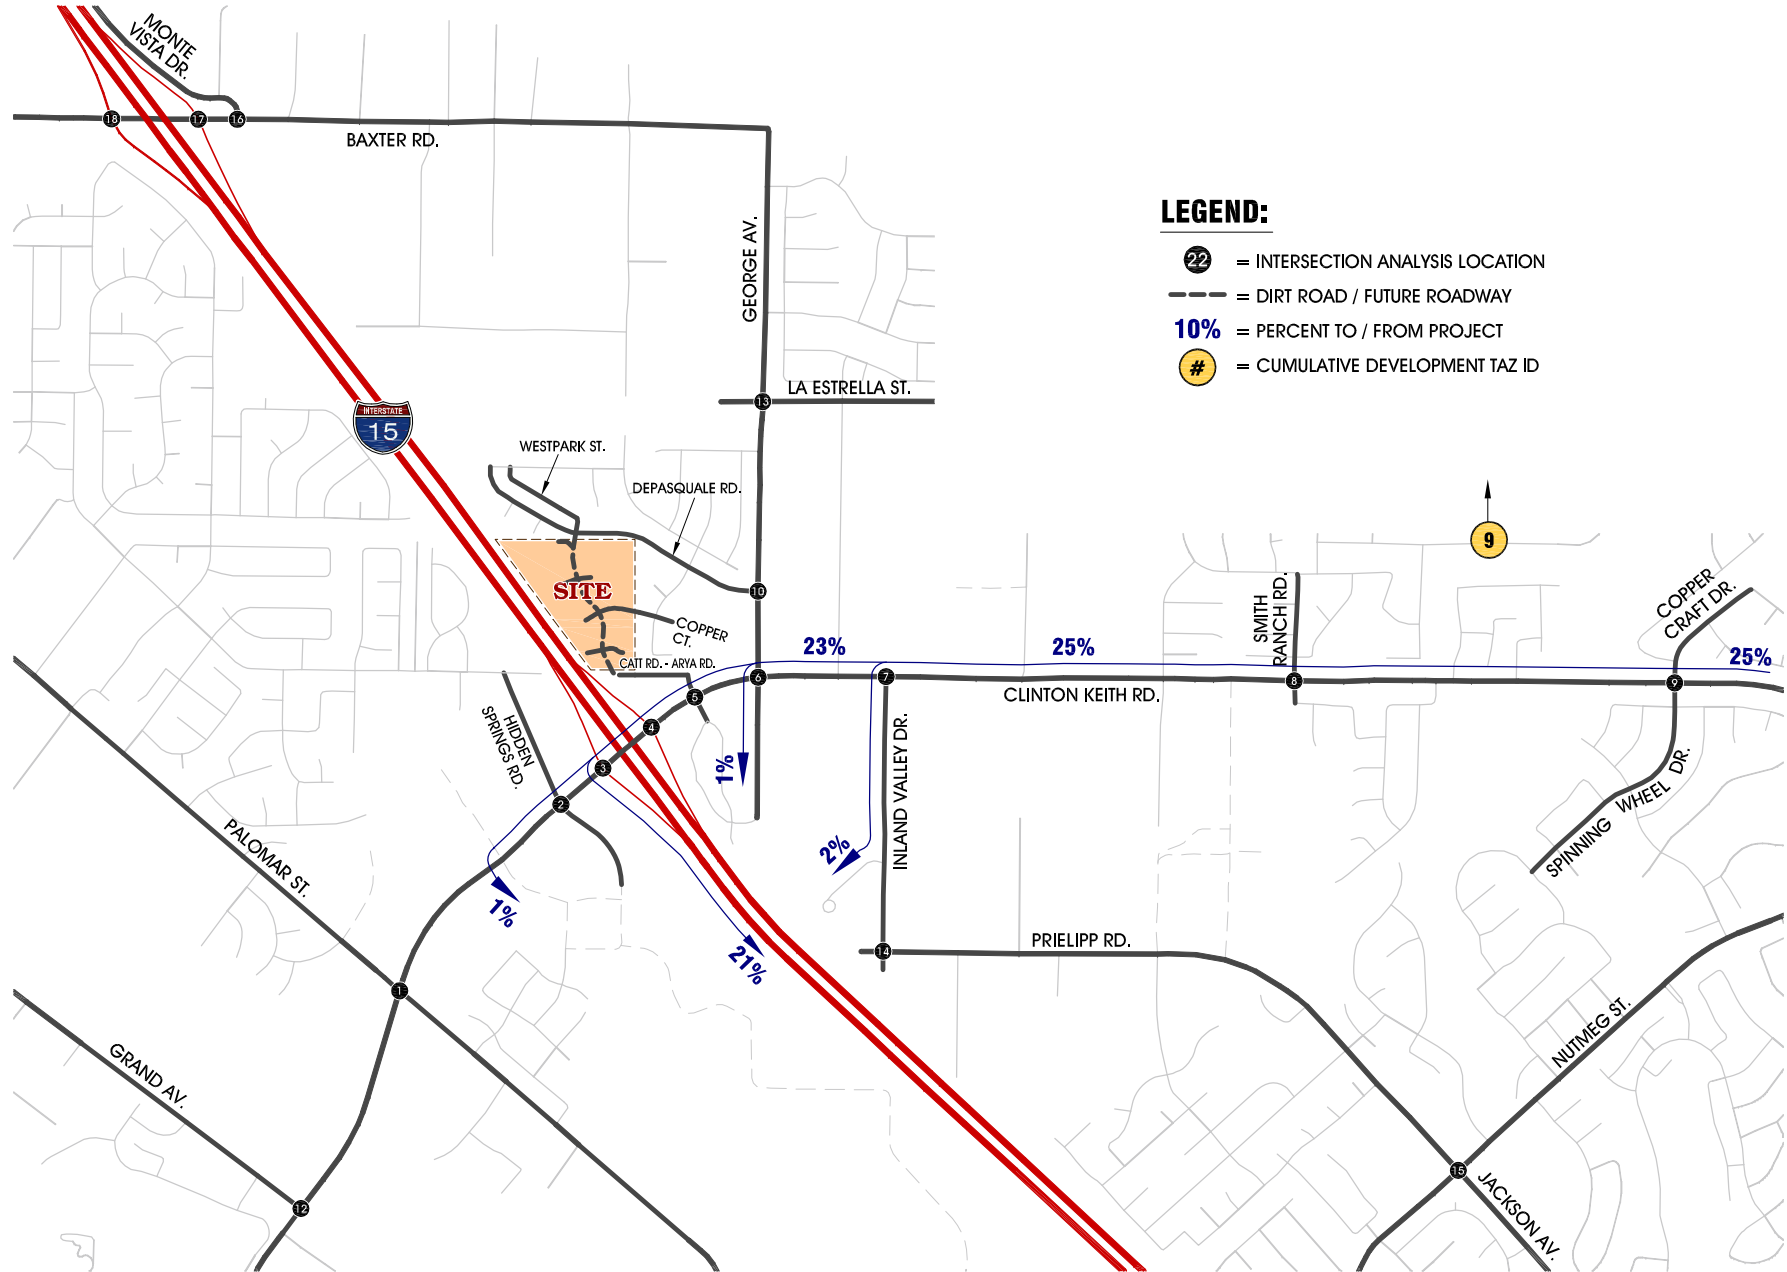 MONTE
VISTA DR.
18
17
16
BAXTER RD.
GEORGE AV.
LEGEND:
22 = INTERSECTION ANALYSIS LOCATION
= DIRT ROAD / FUTURE ROADWAY
10% = PERCENT TO / FROM PROJECT
# = CUMULATIVE DEVELOPMENT TAZ ID
LA ESTRELLA ST.
13
INTERSTATE
15
WESTPARK ST.
DEPASQUALE RD.
9
SITE
10
COPPER
CT.
SMITH
RANCH RD.
COPPER
CRAFT DR.
CATT RD. - ARYA RD.
23%
25%
25%
6
7
8
9
5
CLINTON KEITH RD.
HIDDEN
SPRINGS RD.
4
3
2
1%
INLAND VALLEY DR.
2%
SPINNING WHEEL DR.
PALOMAR ST.
1%
21%
14
PRIELIPP RD.
1
NUTMEG ST.
GRAND AV.
12
15
JACKSON AV.